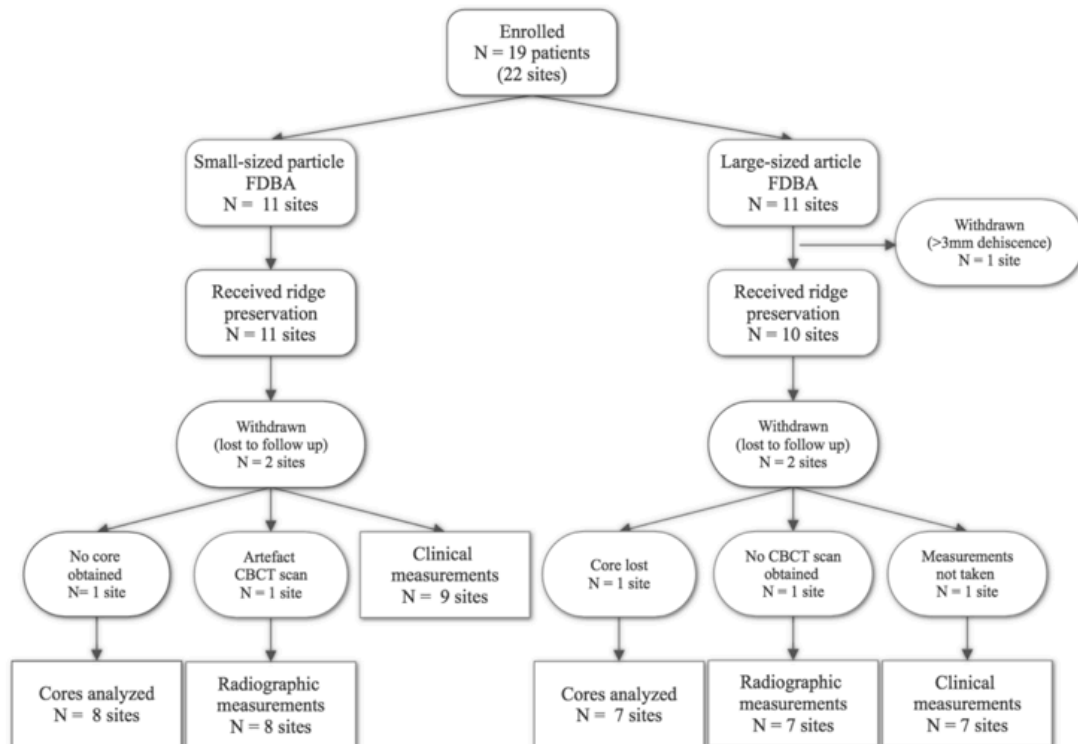 Enrolled
N = 19 patients
(22 sites)
Small-sized particle
FDBA
N = 11 sites
Large-sized article
FDBA
N = 11 sites
Withdrawn
(>3mm dehiscence)
N = 1 site
Received ridge
preservation
N = 11 sites
Received ridge
preservation
N = 10 sites
Withdrawn
(lost to follow up)
N = 2 sites
Withdrawn
(lost to follow up)
N = 2 sites
No core
obtained
N= 1 site
Artefact
CBCT scan
N = 1 site
Clinical
measurements
N = 9 sites
Core lost
N = 1 site
No CBCT scan
obtained
N = 1 site
Measurements
not taken
N = 1 site
Cores analyzed
N = 8 sites
Radiographic
measurements
N = 8 sites
Cores analyzed
N = 7 sites
Radiographic
measurements
N = 7 sites
Clinical
measurements
N = 7 sites